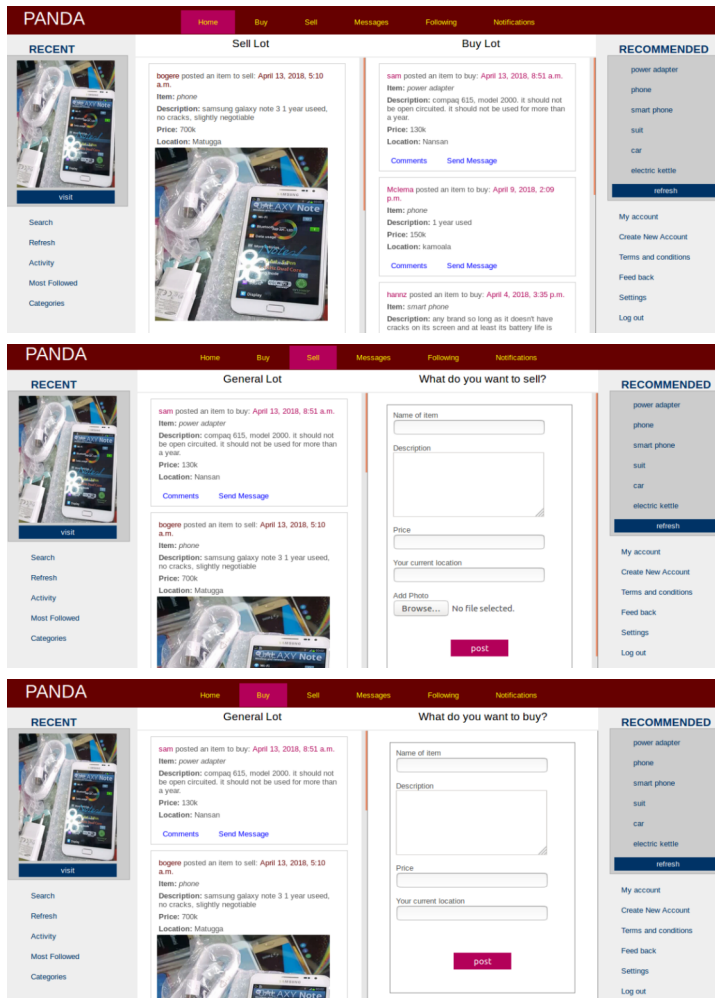 PANDA
Home Buy Sell Messages Following Notifications
RECENT
visit
Search
Refresh
Activity
Most Followed
Categories
Sell Lot
bogere posted an item to sell: April 13, 2018, 5:10
a.m.
Item: phone
Description: samsung galaxy note 3 1 year useed,
no cracks, slightly negotiable
Price: 700k
Location: Matugga
GALAXY Note
Buy Lot
sam posted an item to buy: April 13, 2018, 8:51 a.m.
Item: power adapter
Description: compaq 615, model 2000. it should not
be open circuited. it should not be used for more than
a year.
Price: 130k
Location: Nansan
Comments Send Message
Mclema posted an item to buy: April 9, 2018, 2:09
p.m.
Item: phone
Description: 1 year used
Price: 150k
Location: kamoala
Comments Send Message
hannz posted an item to buy: April 4, 2018, 3:35 p.m.
Item: smart phone
Description: any brand so long as it doesn't have
cracks on its screen and at least its battery life is
RECOMMENDED
power adapter
phone
smart phone
suit
car
electric kettle
refresh
My account
Create New Account
Terms and conditions
Feed back
Settings
Log out
PANDA
Home Buy Sell Messages Following Notifications
RECENT
visit
Search
Refresh
Activity
Most Followed
Categories
General Lot
sam posted an item to buy: April 13, 2018, 8:51 a.m.
Item: power adapter
Description: compaq 615, model 2000. it should not
be open circuited. it should not be used for more than
a year.
Price: 130k
Location: Nansan
Comments Send Message
bogere posted an item to sell: April 13, 2018, 5:10
a.m.
Item: phone
Description: samsung galaxy note 3 1 year useed,
no cracks, slightly negotiable
Price: 700k
Location: Matugga
GALAXY Note
What do you want to sell?
Name of item
Description
Price
Your current location
Add Photo
Browse... No file selected.
post
RECOMMENDED
power adapter
phone
smart phone
suit
car
electric kettle
refresh
My account
Create New Account
Terms and conditions
Feed back
Settings
Log out
PANDA
Home Buy Sell Messages Following Notifications
RECENT
visit
Search
Refresh
Activity
Most Followed
Categories
General Lot
sam posted an item to buy: April 13, 2018, 8:51 a.m.
Item: power adapter
Description: compaq 615, model 2000. it should not
be open circuited. it should not be used for more than
a year.
Price: 130k
Location: Nansan
Comments Send Message
bogere posted an item to sell: April 13, 2018, 5:10
a.m.
Item: phone
Description: samsung galaxy note 3 1 year useed,
no cracks, slightly negotiable
Price: 700k
Location: Matugga
GALAXY Note
What do you want to buy?
Name of item
Description
Price
Your current location
post
RECOMMENDED
power adapter
phone
smart phone
suit
car
electric kettle
refresh
My account
Create New Account
Terms and conditions
Feed back
Settings
Log out